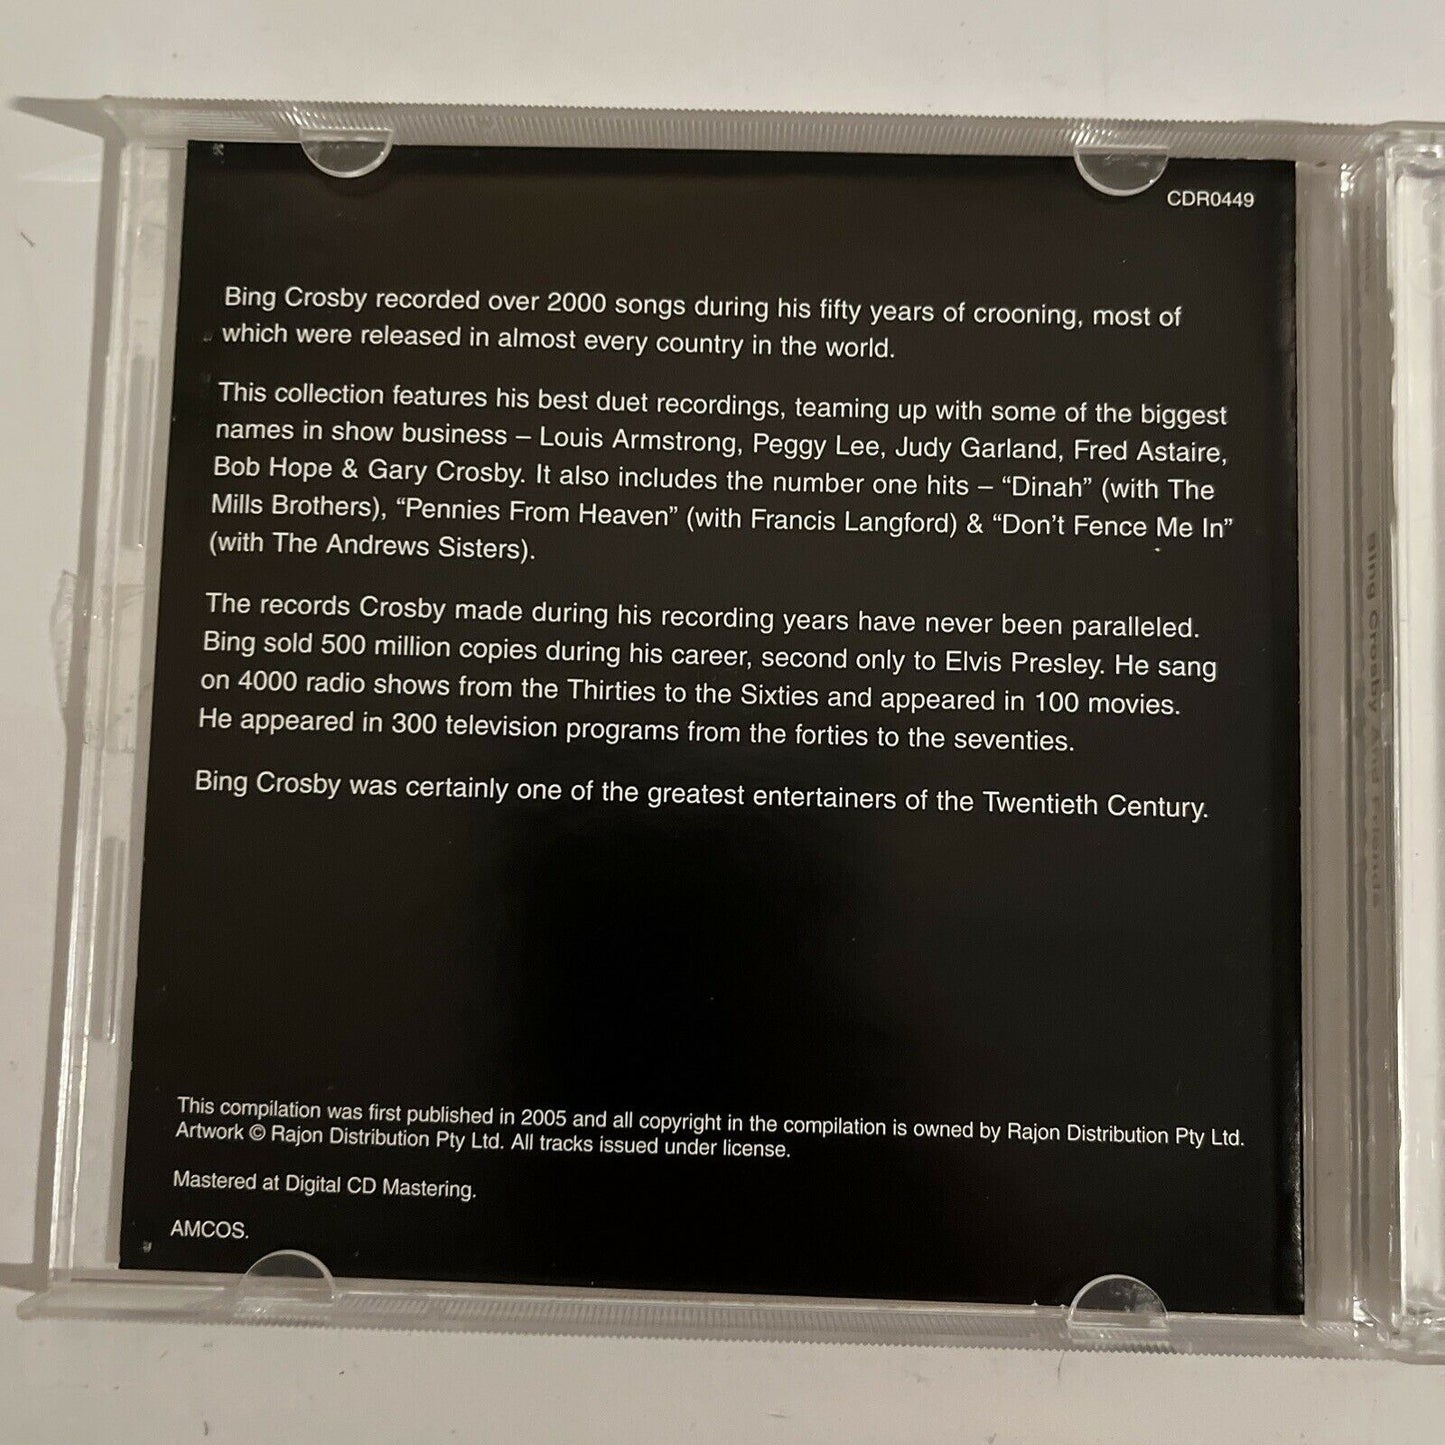 CDR0449
Bing Crosby recorded over 2000 songs during his fifty years of crooning, most of
which were released in almost every country in the world.
This collection features his best duet recordings, teaming up with some of the biggest
names in show business – Louis Armstrong, Peggy Lee, Judy Garland, Fred Astaire,
Bob Hope & Gary Crosby. It also includes the number one hits – “Dinah” (with The
Mills Brothers), “Pennies From Heaven” (with Francis Langford) & “Don’t Fence Me In”
(with The Andrews Sisters).
The records Crosby made during his recording years have never been paralleled.
Bing sold 500 million copies during his career, second only to Elvis Presley. He sang
on 4000 radio shows from the Thirties to the Sixties and appeared in 100 movies.
He appeared in 300 television programs from the forties to the seventies.
Bing Crosby was certainly one of the greatest entertainers of the Twentieth Century.
This compilation was first published in 2005 and all copyright in the compilation is owned by Rajon Distribution Pty Ltd.
Artwork © Rajon Distribution Pty Ltd. All tracks issued under license.
Mastered at Digital CD Mastering.
AMCOS.
Bing Crosby And Friends